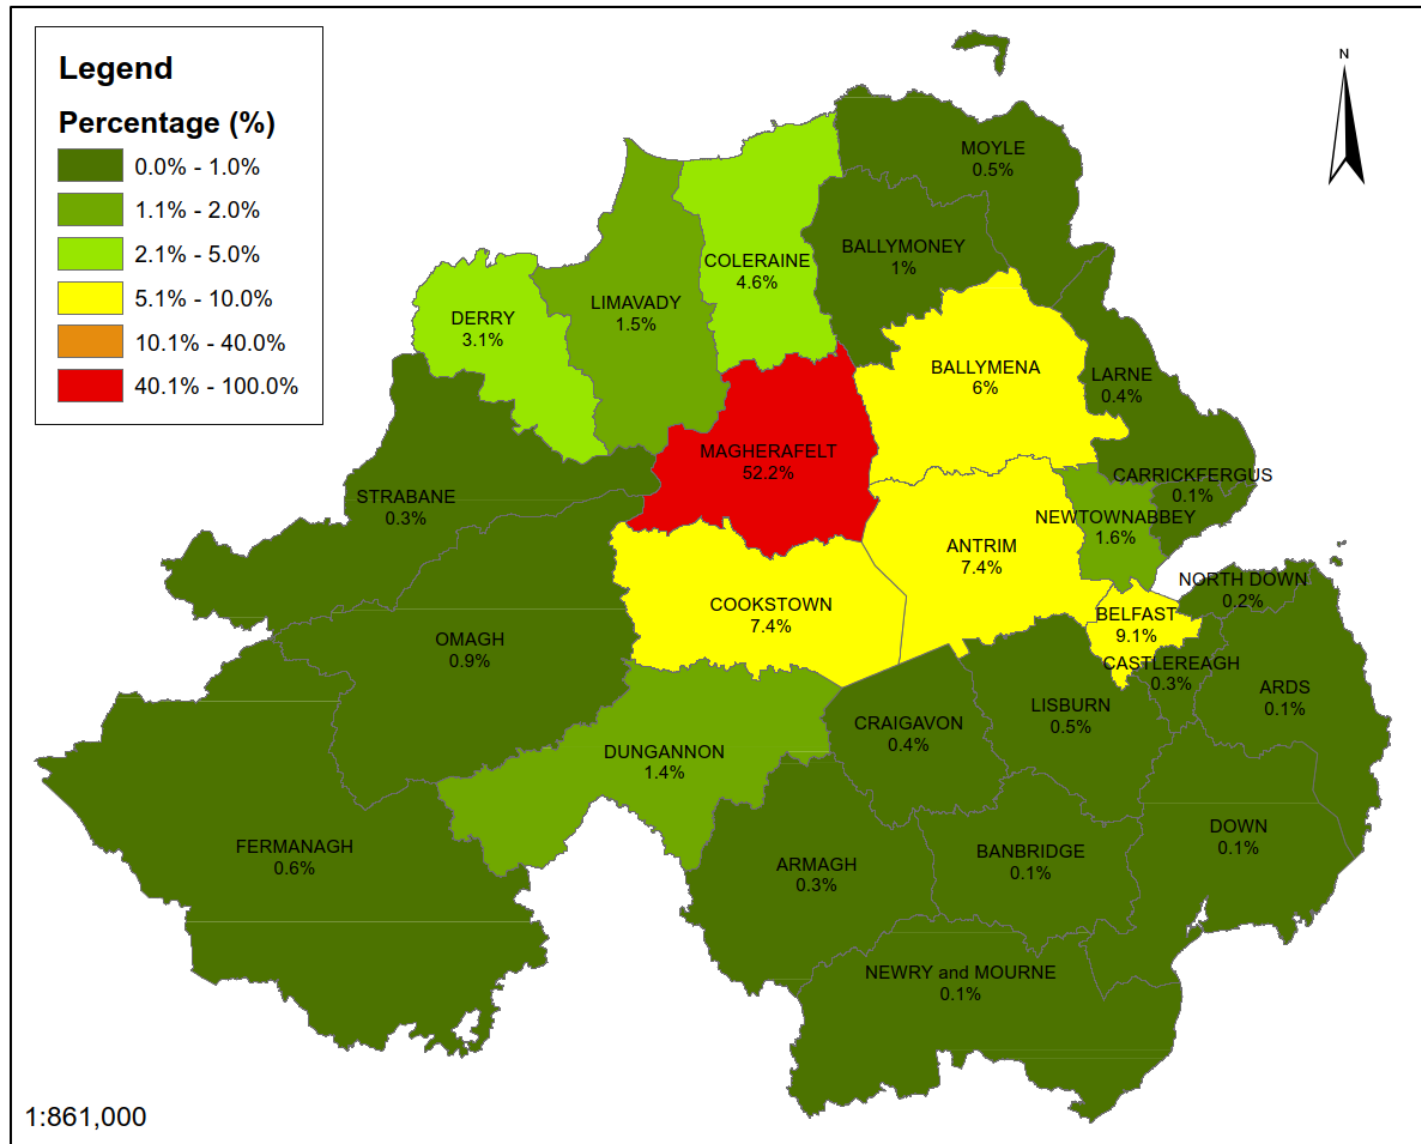 Legend
Percentage (%)
0.0% - 1.0%
1.1% - 2.0%
2.1% - 5.0%
5.1% - 10.0%
10.1% - 40.0%
40.1% - 100.0%
N
MOYLE
0.5%
BALLYMONEY
1%
COLERAINE
4.6%
LIMAVADY
1.5%
DERRY
3.1%
BALLYMENA
6%
LARNE
0.4%
MAGHERAFELT
52.2%
CARRICKFERGUS
0.1%
STRABANE
0.3%
NEWTOWNABBEY
1.6%
ANTRIM
7.4%
NORTH DOWN
0.2%
COOKSTOWN
7.4%
BELFAST
9.1%
OMAGH
0.9%
CASTLEREAGH
0.3%
ARDS
0.1%
LISBURN
0.5%
CRAIGAVON
0.4%
DUNGANNON
1.4%
DOWN
0.1%
FERMANAGH
0.6%
BANBRIDGE
0.1%
ARMAGH
0.3%
NEWRY and MOURNE
0.1%
1:861,000